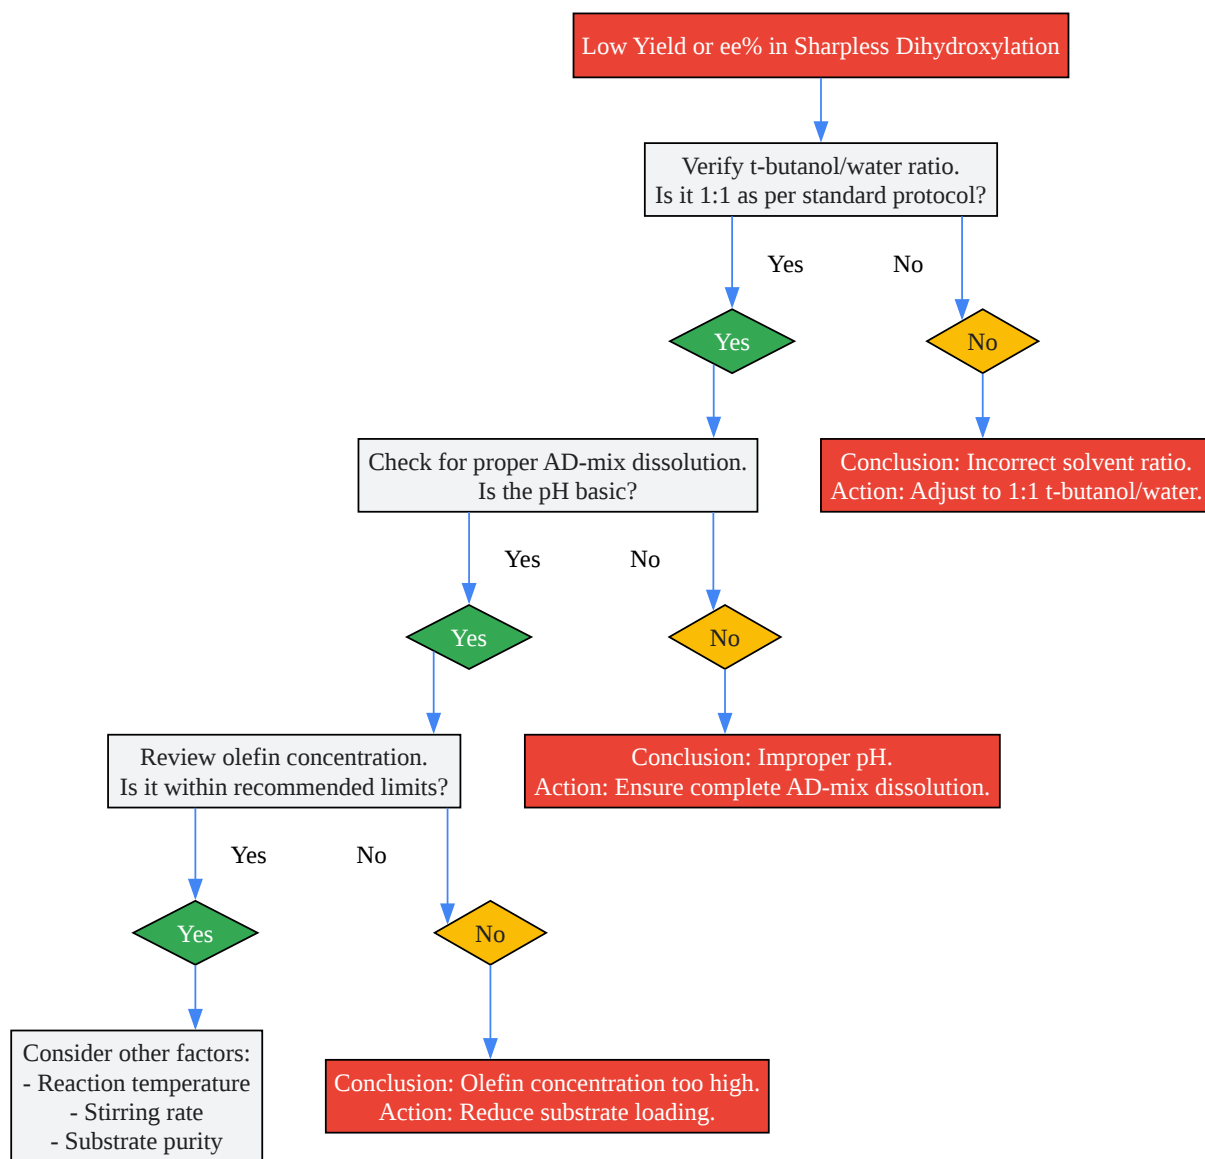 Low Yield or ee% in Sharpless Dihydroxylation
Verify t-butanol/water ratio.
Is it 1:1 as per standard protocol?
Yes
No
Yes
No
Check for proper AD-mix dissolution.
Is the pH basic?
Conclusion: Incorrect solvent ratio.
Action: Adjust to 1:1 t-butanol/water.
Yes
No
Yes
No
Review olefin concentration.
Is it within recommended limits?
Conclusion: Improper pH.
Action: Ensure complete AD-mix dissolution.
Yes
No
Yes
No
Consider other factors:
- Reaction temperature
- Stirring rate
- Substrate purity
Conclusion: Olefin concentration too high.
Action: Reduce substrate loading.